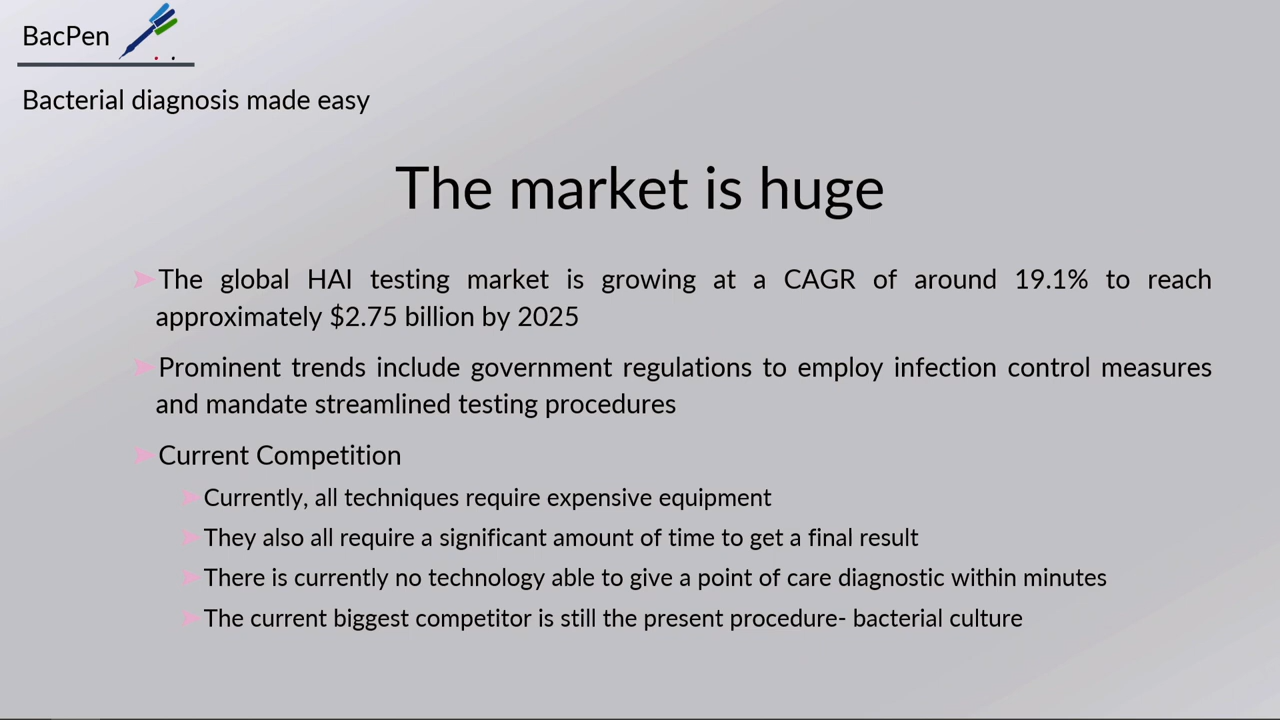 BacPen
Bacterial diagnosis made easy
The market is huge
➤The global HAI testing market is growing at a CAGR of around 19.1% to reach
approximately $2.75 billion by 2025
➤Prominent trends include government regulations to employ infection control measures
and mandate streamlined testing procedures
➤Current Competition
➤Currently, all techniques require expensive equipment
➤They also all require a significant amount of time to get a final result
➤There is currently no technology able to give a point of care diagnostic within minutes
➤The current biggest competitor is still the present procedure- bacterial culture